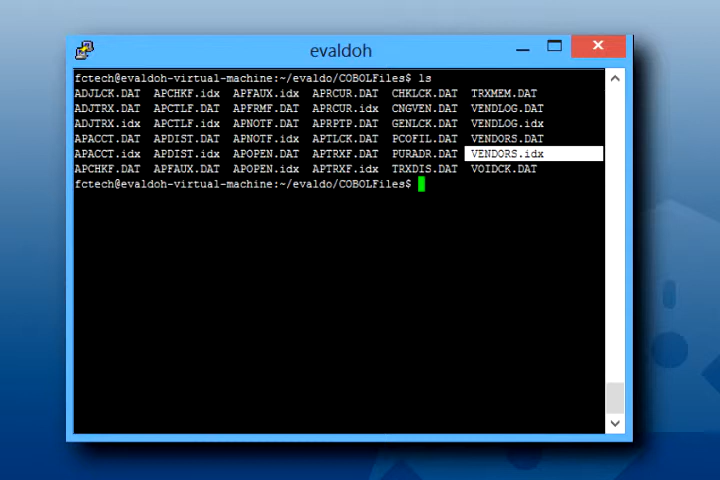 evaldoh
fctech@evaldoh-virtual-machine:~/evaldo/COBOLFiles$ ls
ADJLCK.DAT APCHKF.idx APFAUX.idx APRCUR.DAT CHKLCK.DAT TRXMEM.DAT
ADJTRX.DAT APCTLF.DAT APFRMF.DAT APRCUR.idx CNGVEN.DAT VENDLOG.DAT
ADJTRX.idx APCTLF.idx APNOTF.DAT APRPTP.DAT GENLCK.DAT VENDLOG.idx
APACCT.DAT APDIST.DAT APNOTF.idx APTLCK.DAT PCOFIL.DAT VENDORS.DAT
APACCT.idx APDIST.idx APOPEN.DAT APTRXF.DAT PURADR.DAT VENDORS.idx
APCHKF.DAT APFAUX.DAT APOPEN.idx APTRXF.idx TRXDIS.DAT VOIDCK.DAT
fctech@evaldoh-virtual-machine:~/evaldo/COBOLFiles$